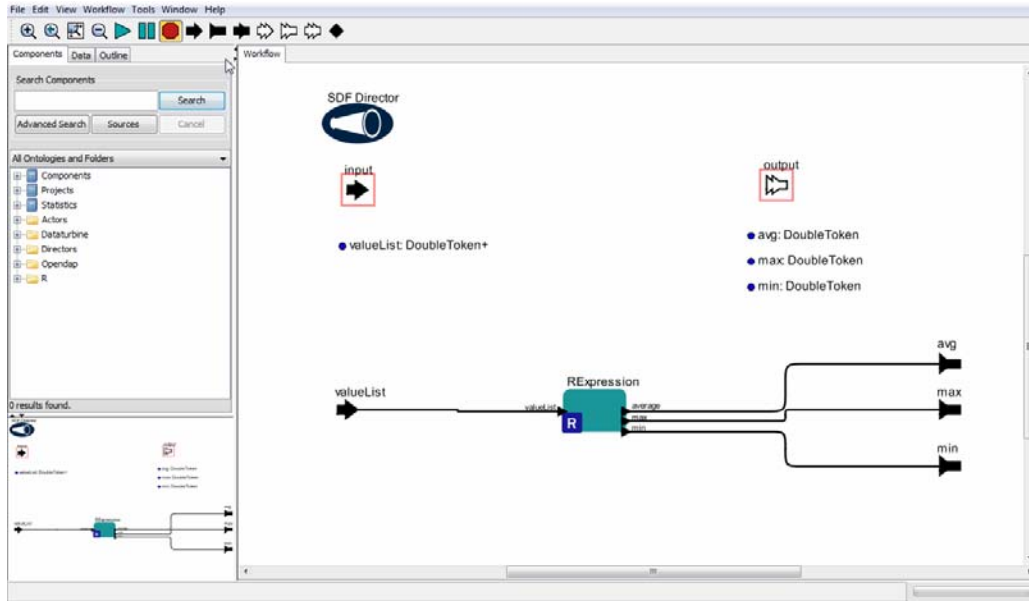 File Edit View Workflow Tools Window Help
Components Data Outline
Workflow
Search Components
Search
Advanced Search Sources Cancel
All Ontologies and Folders
Components
Projects
Statistics
Actors
Dataturbine
Directors
Opendap
R
0 results found.
SDF Director
input
output
valueList: DoubleToken+
avg: DoubleToken
max: DoubleToken
min: DoubleToken
valueList
RExpression
valueList
R
average
max
min
avg
max
min